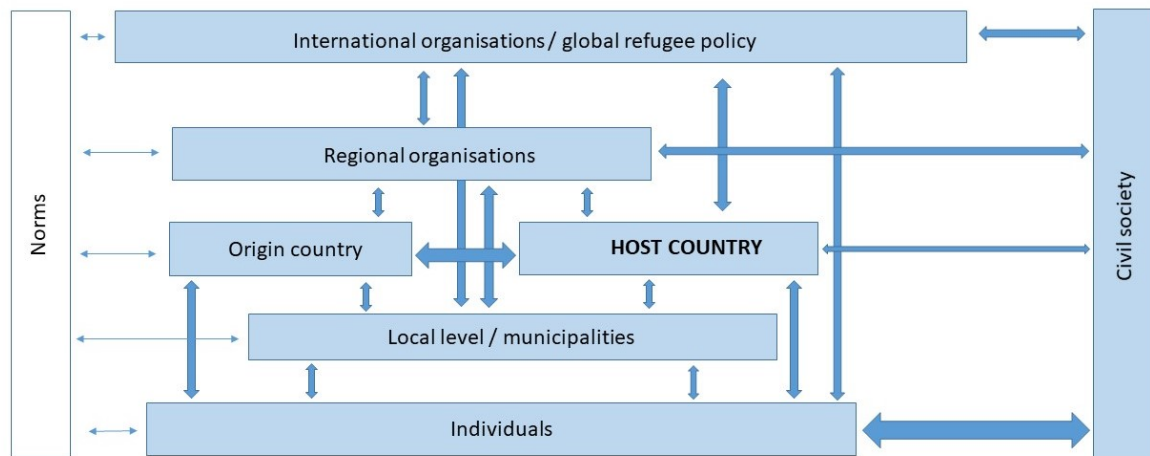 International organisations / global refugee policy
Norms
Regional organisations
Civil society
Origin country
HOST COUNTRY
Local level / municipalities
Individuals